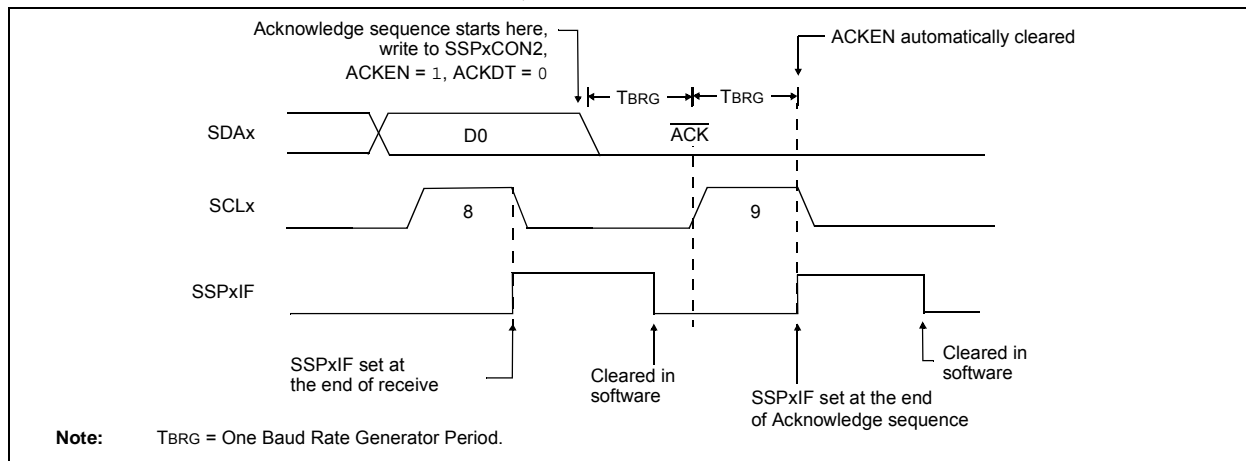 Acknowledge sequence starts here,
write to SSPxCON2,
ACKEN = 1, ACKDT = 0
ACKEN automatically cleared
TBRG
TBRG
SDAx
D0
ACK
SCLx
8
9
SSPxIF
SSPxIF set at
the end of receive
Cleared in
software
SSPxIF set at the end
of Acknowledge sequence
Cleared in
software
Note: TBRG = One Baud Rate Generator Period.